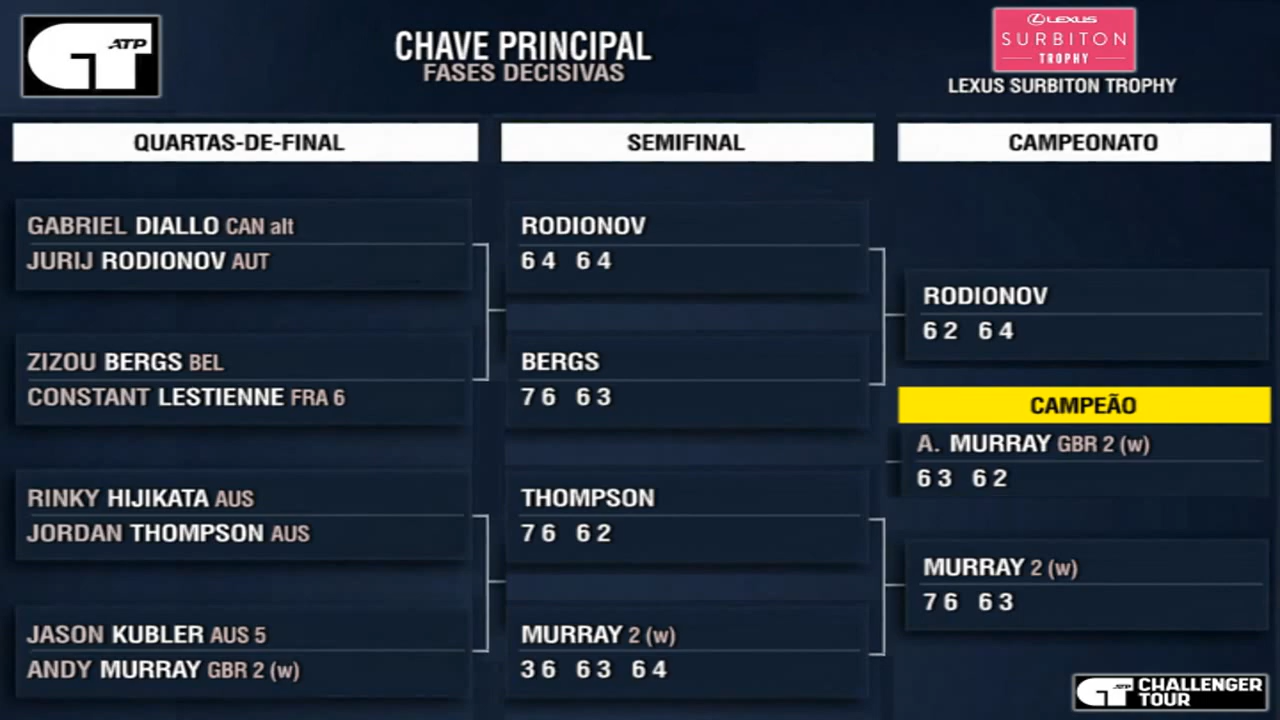 GT ATP
CHAVE PRINCIPAL
FASES DECISIVAS
LEXUS
SURBITON
TROPHY
LEXUS SURBITON TROPHY
QUARTAS-DE-FINAL
GABRIEL DIALLO CAN alt
JURIJ RODIONOV AUT
ZIZOU BERGS BEL
CONSTANT LESTIENNE FRA 6
RINKY HIJIKATA AUS
JORDAN THOMPSON AUS
JASON KUBLER AUS 5
ANDY MURRAY GBR 2 (w)
SEMIFINAL
RODIONOV
6 4 6 4
BERGS
7 6 6 3
THOMPSON
7 6 6 2
MURRAY 2 (w)
3 6 6 3 6 4
CAMPEONATO
RODIONOV
6 2 6 4
CAMPEÃO
A. MURRAY GBR 2 (w)
6 3 6 2
MURRAY 2 (w)
7 6 6 3
GT ATP CHALLENGER
TOUR